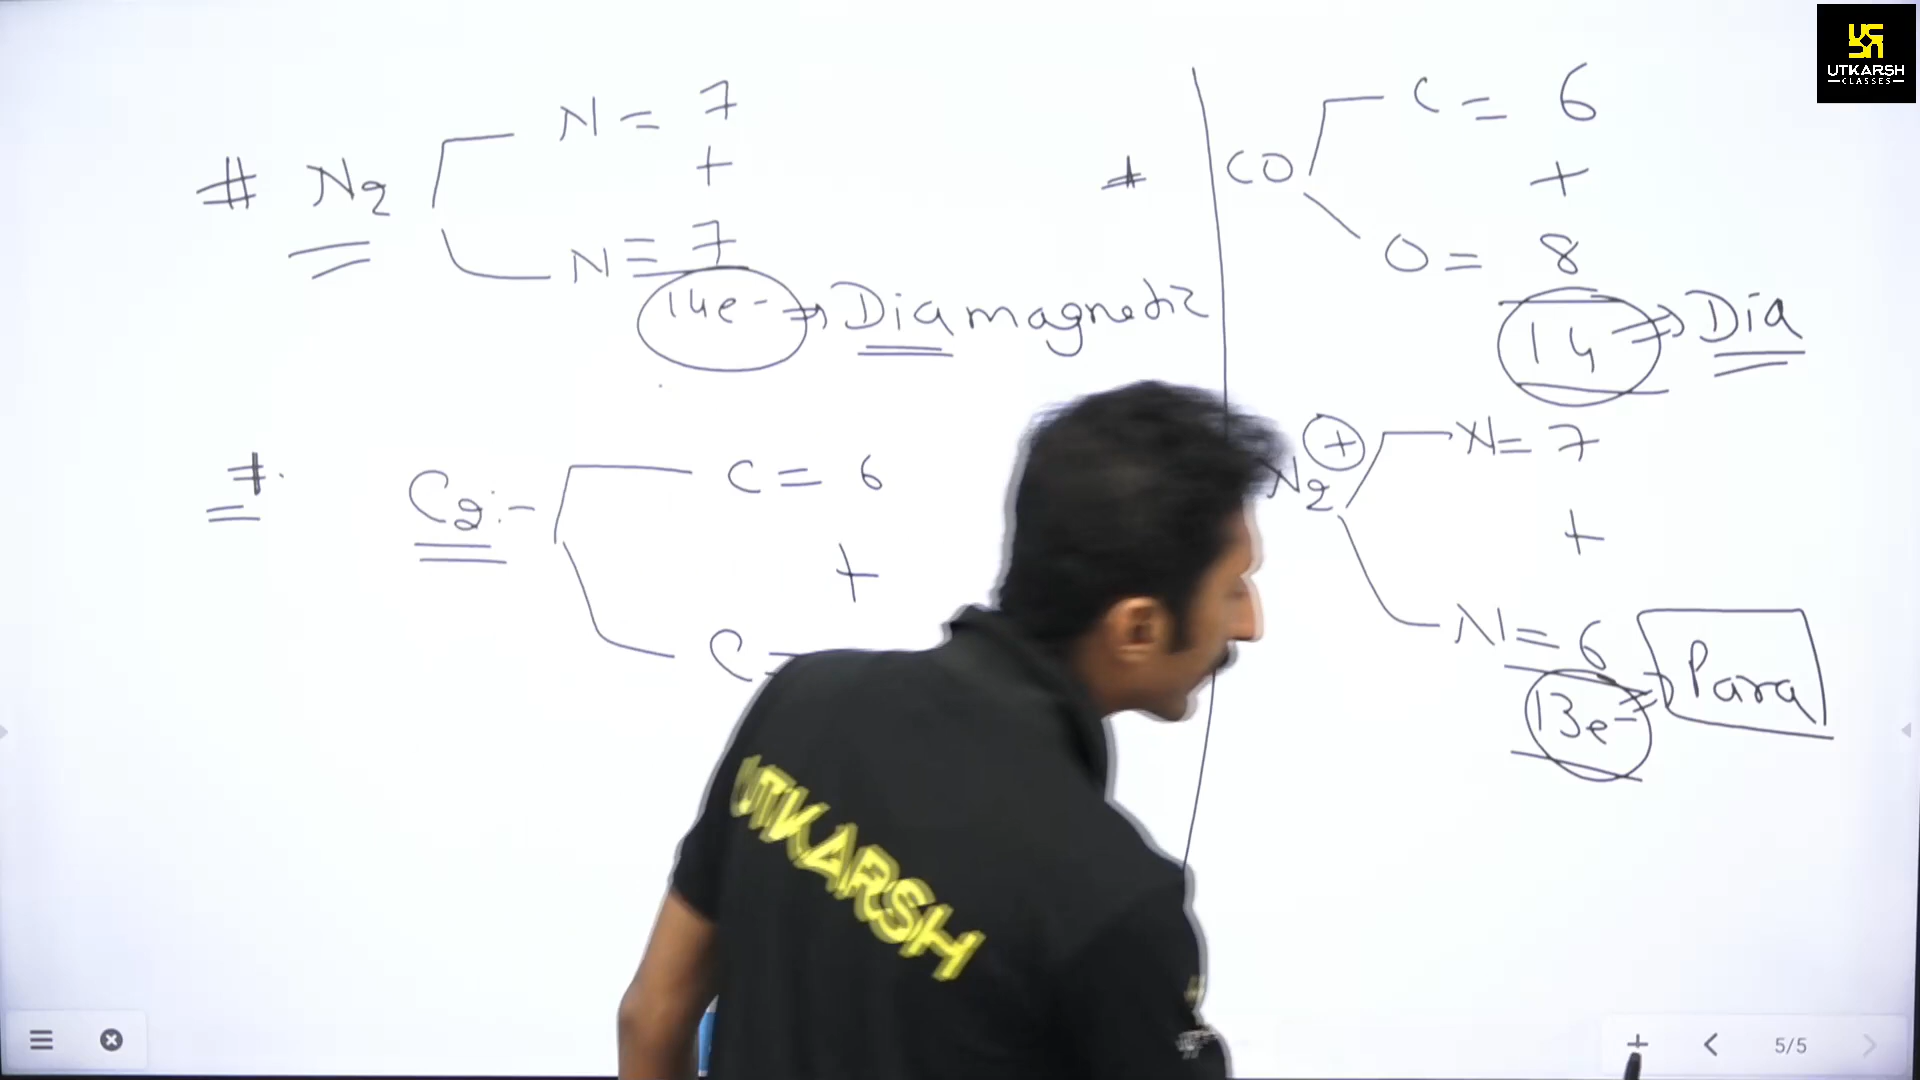 UTKARSH
CLASSES
N = 7
+
# N2
N = 7
14e- ⇒ Diamagnetic
C = 6
+
CO
O = 8
14 ⇒ Dia
#
C2:-
C = 6
+
C =
N2+
N = 7
+
N = 6
13e- ⇒ Para
UTKARSH
5/5